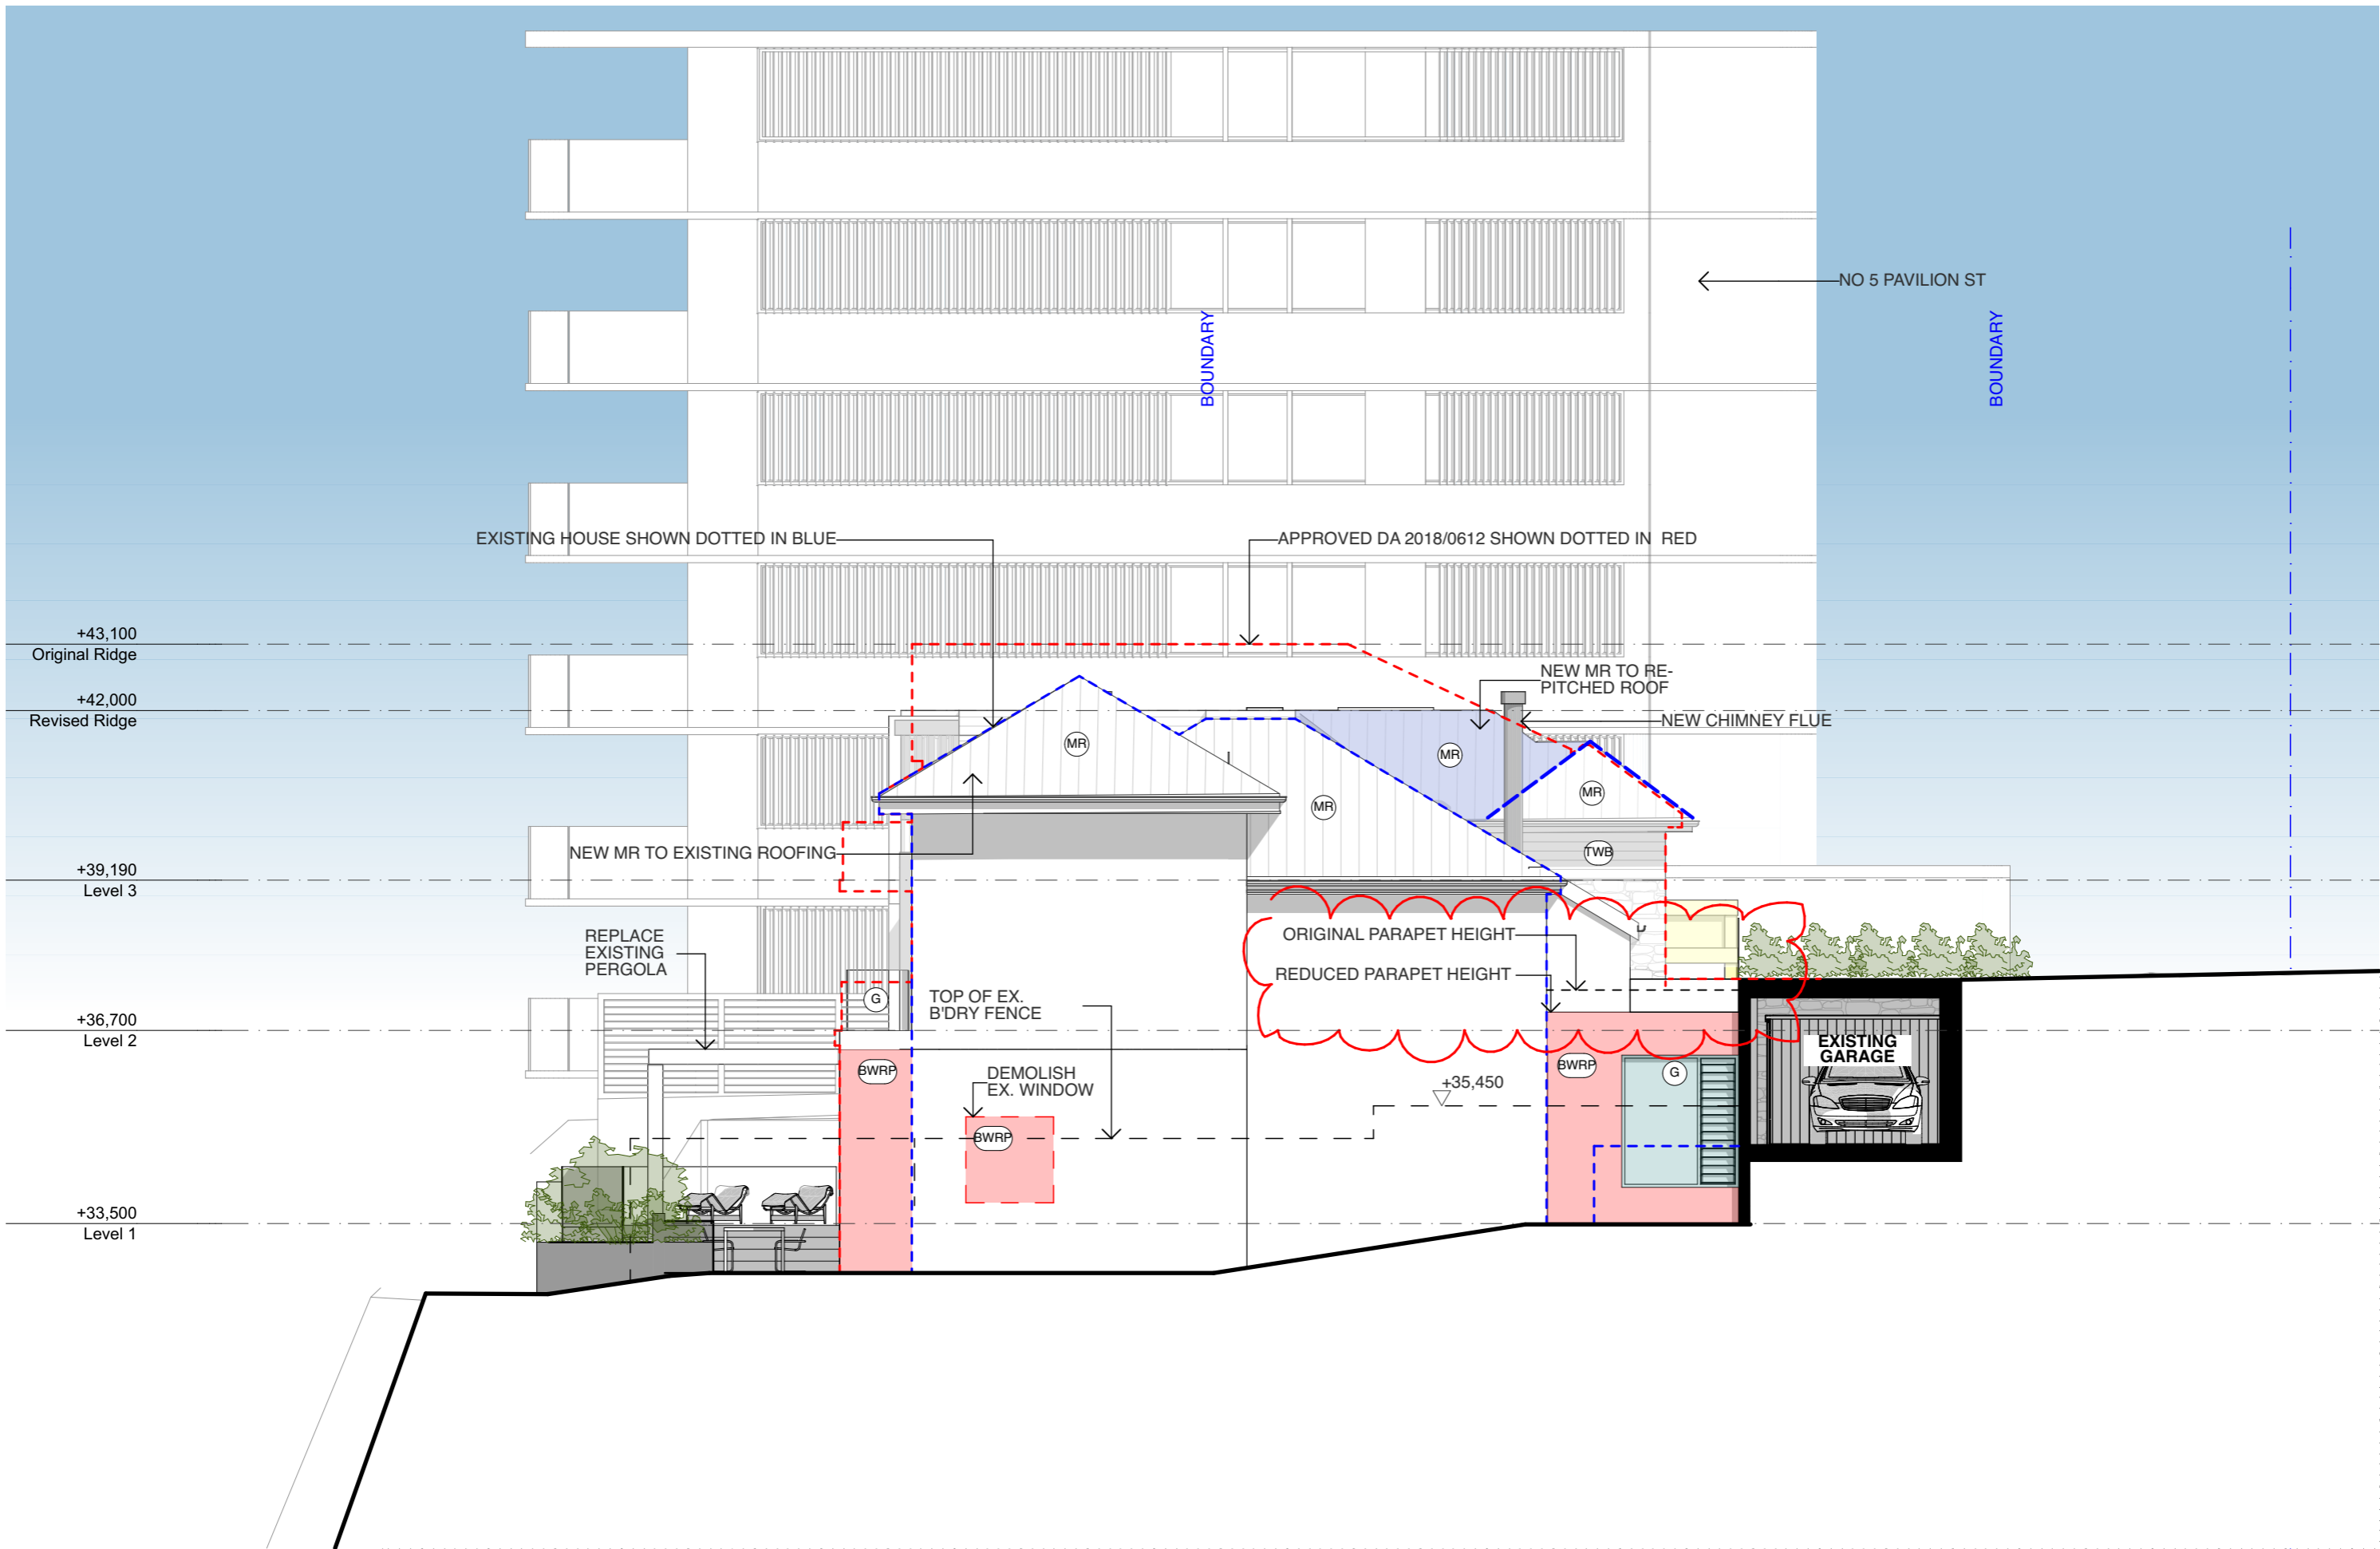 NO 5 PAVILION ST
BOUNDARY
BOUNDARY
EXISTING HOUSE SHOWN DOTTED IN BLUE
APPROVED DA 2018/0612 SHOWN DOTTED IN RED
+43,100
Original Ridge
NEW MR TO RE-
PITCHED ROOF
+42,000
Revised Ridge
NEW CHIMNEY FLUE
MR
MR
MR
MR
NEW MR TO EXISTING ROOFING
TWB
+39,190
Level 3
REPLACE
EXISTING
PERGOLA
ORIGINAL PARAPET HEIGHT
REDUCED PARAPET HEIGHT
G
TOP OF EX.
B'DRY FENCE
+36,700
Level 2
EXISTING
GARAGE
BWRP
DEMOLISH
EX. WINDOW
BWRP
G
+35,450
BWRP
+33,500
Level 1